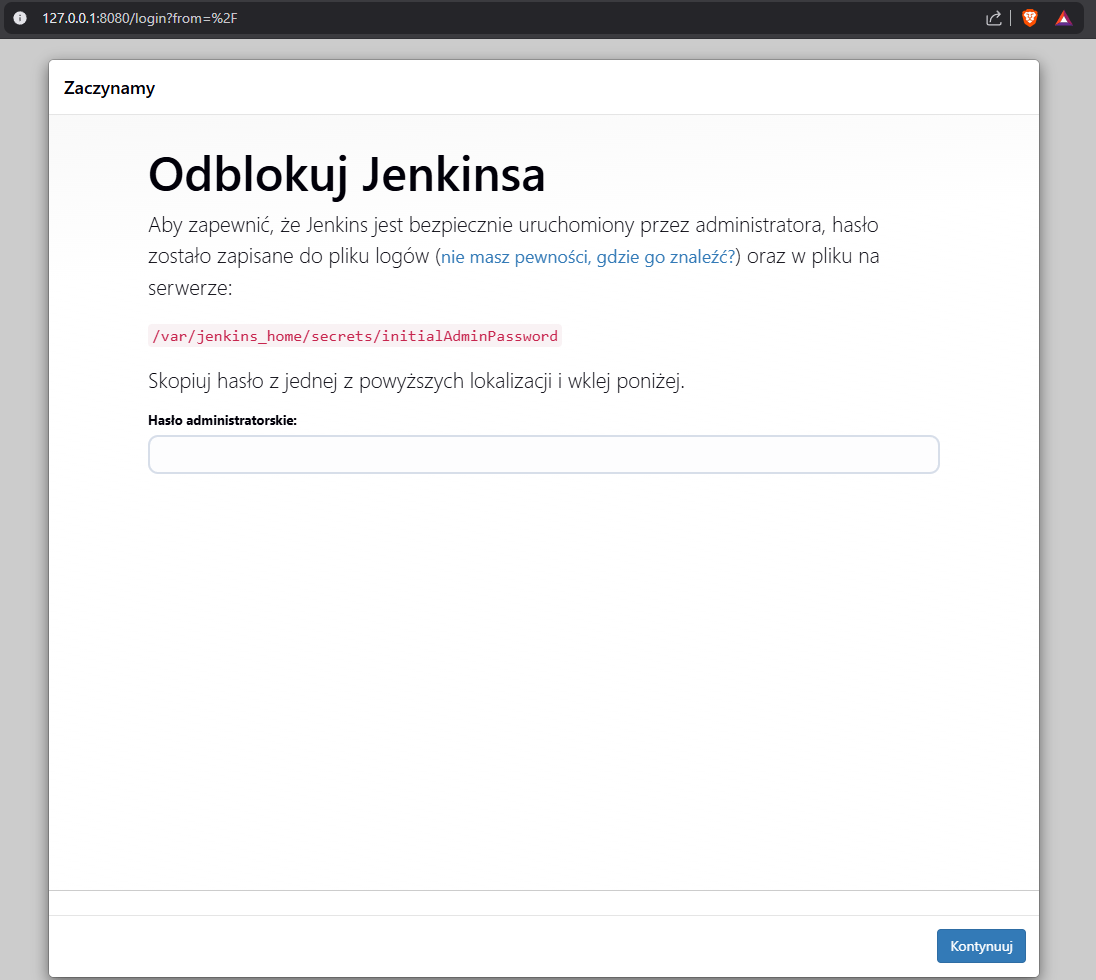 127.0.0.1:8080/login?from=%2F
Zaczynamy
Odblokuj Jenkinsa
Aby zapewnić, że Jenkins jest bezpiecznie uruchomiony przez administratora, hasło
zostało zapisane do pliku logów (nie masz pewności, gdzie go znaleźć?) oraz w pliku na
serwerze:
/var/jenkins_home/secrets/initialAdminPassword
Skopiuj hasło z jednej z powyższych lokalizacji i wklej poniżej.
Hasło administratorskie:
Kontynuuj